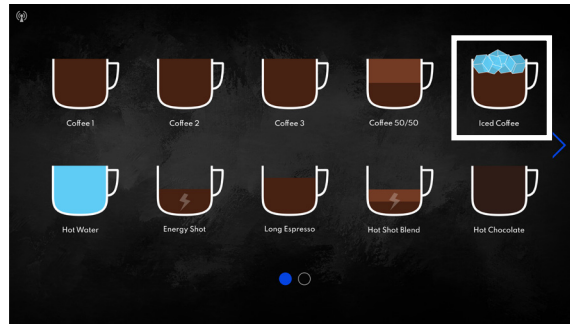 Coffee 1
Coffee 2
Coffee 3
Coffee 50/50
Iced Coffee
Hot Water
Energy Shot
Long Espresso
Hot Shot Blend
Hot Chocolate